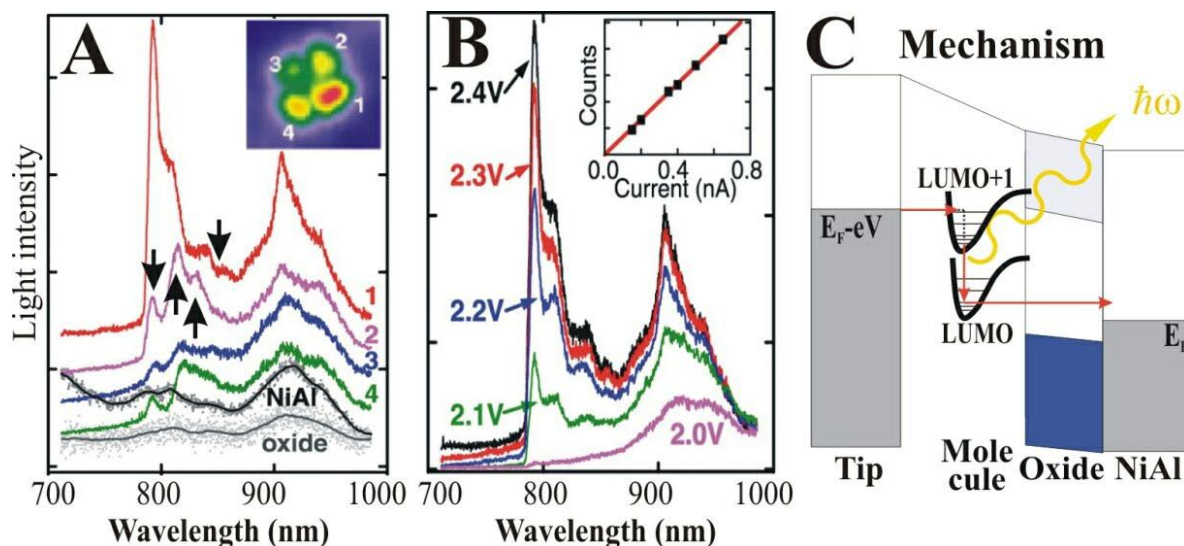 A
2
3
1
4
1
2
3
4
NiAl
oxide
Light intensity
700 800 900 1000
Wavelength (nm)
B
2.4V
2.3V
2.2V
2.1V
2.0V
Counts
0.0 0.4 0.8
Current (nA)
700 800 900 1000
Wavelength (nm)
C Mechanism
ℏω
LUMO+1
E_F-eV
LUMO
E_F
Tip
Mole
cule
Oxide
NiAl